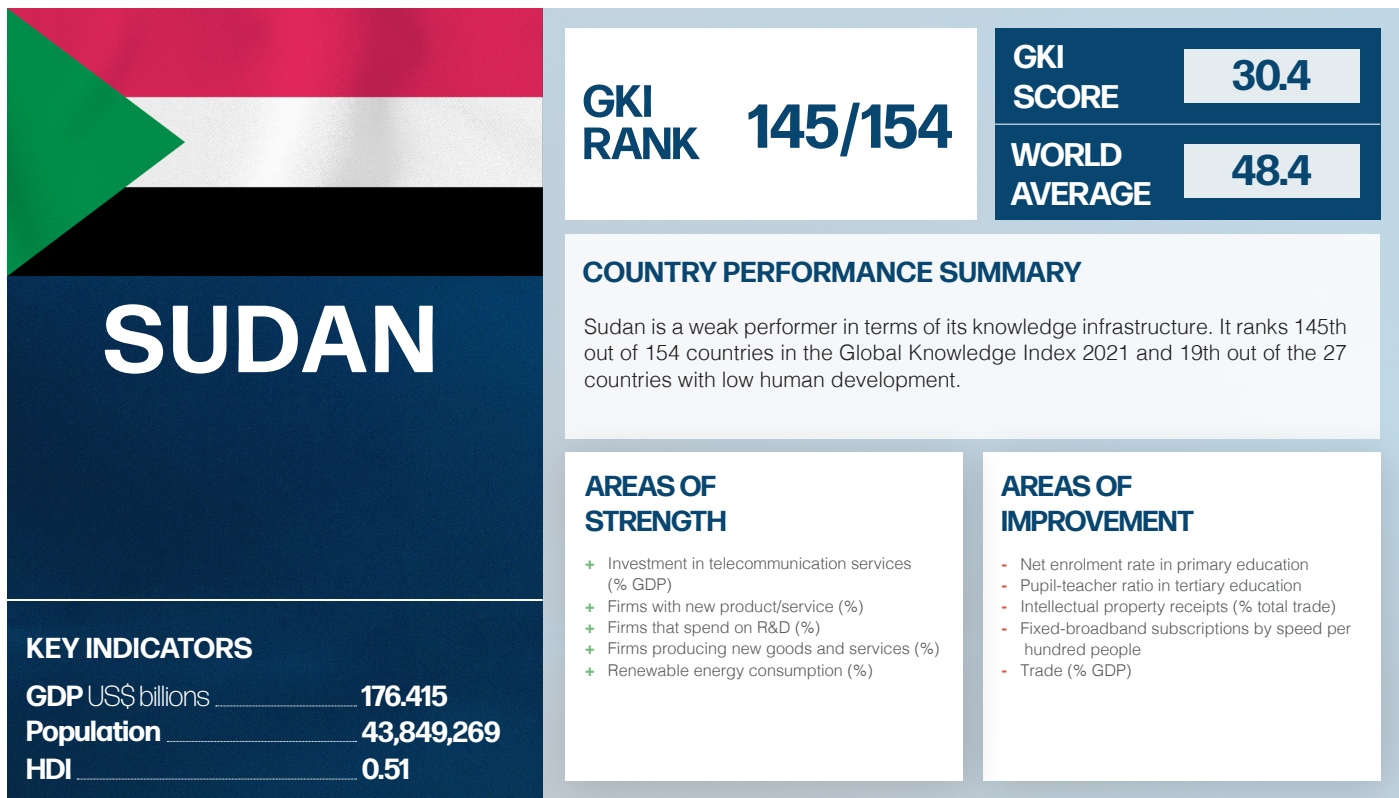 SUDAN
KEY INDICATORS
GDP US$ billions 176.415
Population 43,849,269
HDI 0.51
GKI
RANK
145/154
GKI
SCORE
30.4
WORLD
AVERAGE
48.4
COUNTRY PERFORMANCE SUMMARY
Sudan is a weak performer in terms of its knowledge infrastructure. It ranks 145th
out of 154 countries in the Global Knowledge Index 2021 and 19th out of the 27
countries with low human development.
AREAS OF
STRENGTH
+ Investment in telecommunication services
(% GDP)
+ Firms with new product/service (%)
+ Firms that spend on R&D (%)
+ Firms producing new goods and services (%)
+ Renewable energy consumption (%)
AREAS OF
IMPROVEMENT
- Net enrolment rate in primary education
- Pupil-teacher ratio in tertiary education
- Intellectual property receipts (% total trade)
- Fixed-broadband subscriptions by speed per
hundred people
- Trade (% GDP)